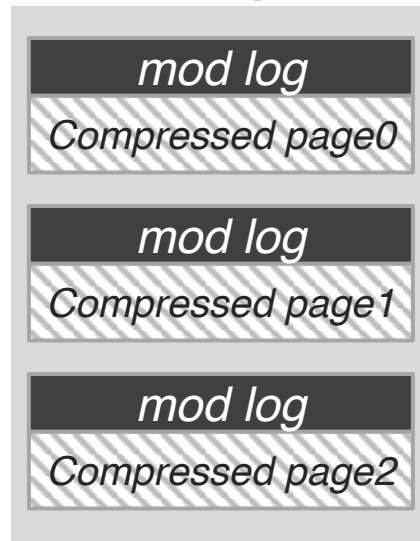 mod log
Compressed page0
mod log
Compressed page1
mod log
Compressed page2